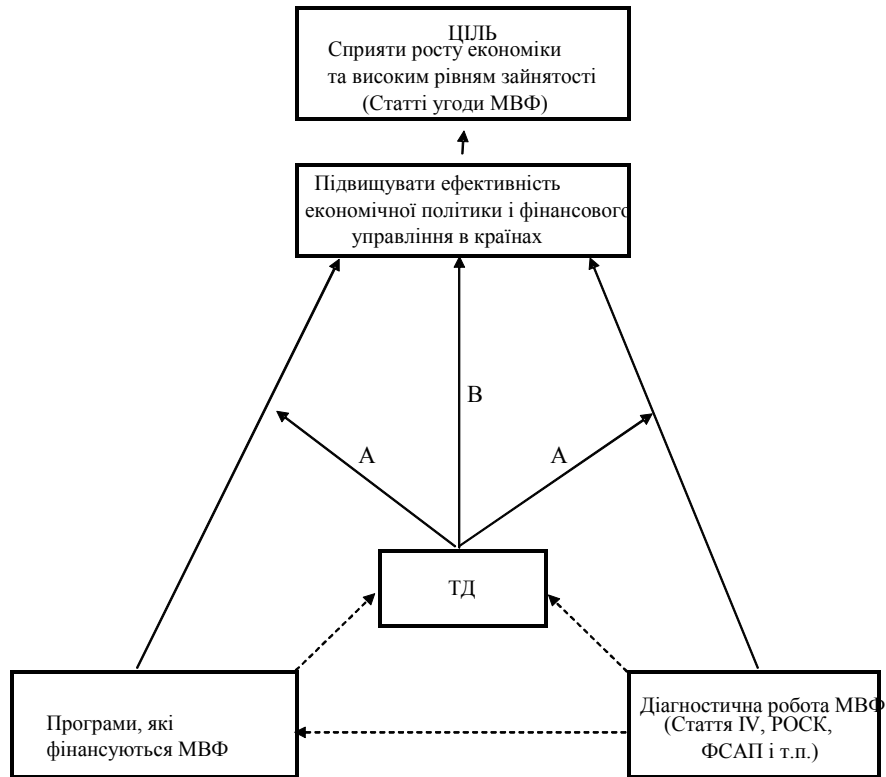 ЦІЛЬ
Сприяти росту економіки
та високим рівням зайнятості
(Статті угоди МВФ)
Підвищувати ефективність
економічної політики і фінансового
управління в країнах
В
А
А
ТД
Програми, які
фінансуються МВФ
Діагностична робота МВФ
(Стаття IV, РОСК,
ФСАП і т.п.)